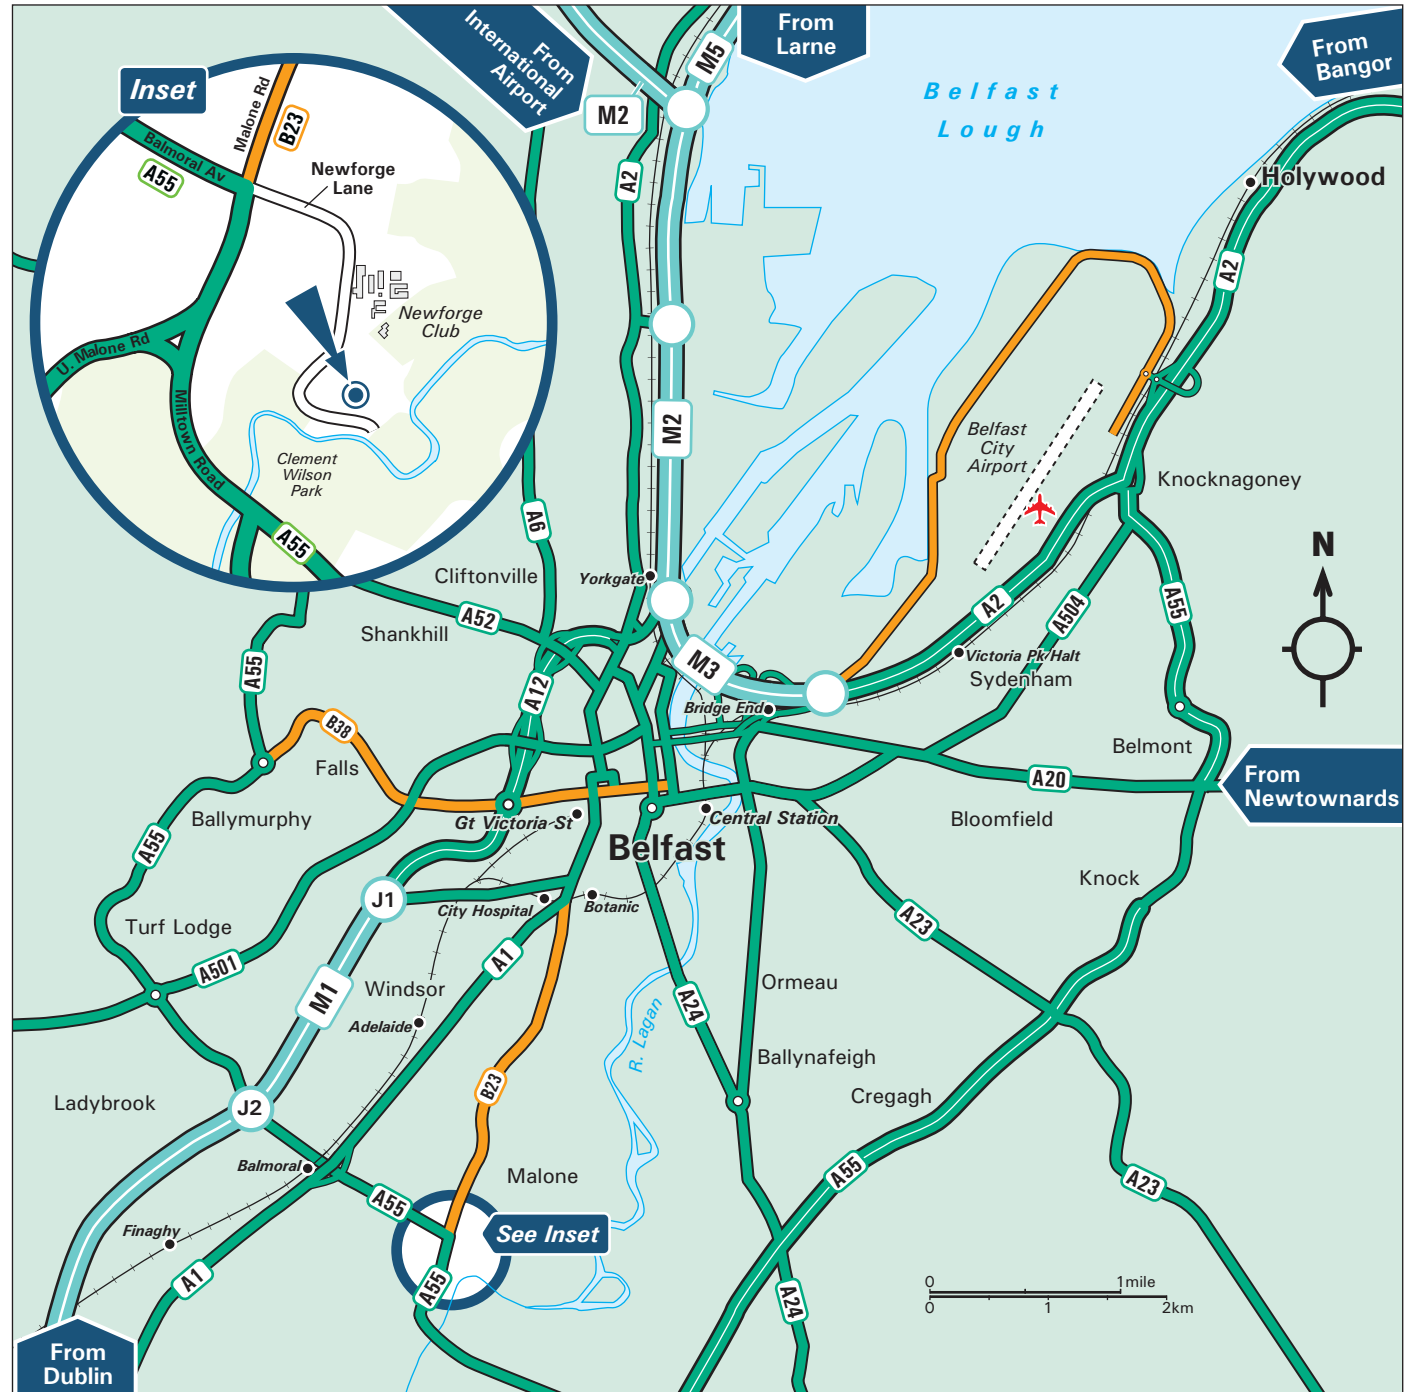 From
International
Airport
From
Larne
From
Bangor
M5
M2
Belfast
Lough
Inset
Malone Rd
B23
Balmoral Av
A55
Newforge
Lane
A2
Holywood
A2
Newforge
Club
U. Malone Rd
Milltown Road
M2
Belfast
City
Airport
Clement
Wilson
Park
Knocknagoney
A6
A55
N
Cliftonville
Yorkgate
A52
Shankhill
A2
A504
A55
A55
M3
Victoria Pk Halt
Sydenham
A12
Bridge End
B38
Belmont
Falls
A20
From
Newtownards
Ballymurphy
Gt Victoria St
Central Station
Bloomfield
A55
Belfast
Knock
J1
City Hospital
Botanic
A23
Turf Lodge
A501
A1
M1
Windsor
Ormeau
Adelaide
A24
R. Lagan
Ballynafeigh
B23
Cregagh
Ladybrook
J2
Balmoral
Malone
A55
A55
A23
Finaghy
See Inset
A1
A55
A24
0
1mile
0
1
2km
From
Dublin